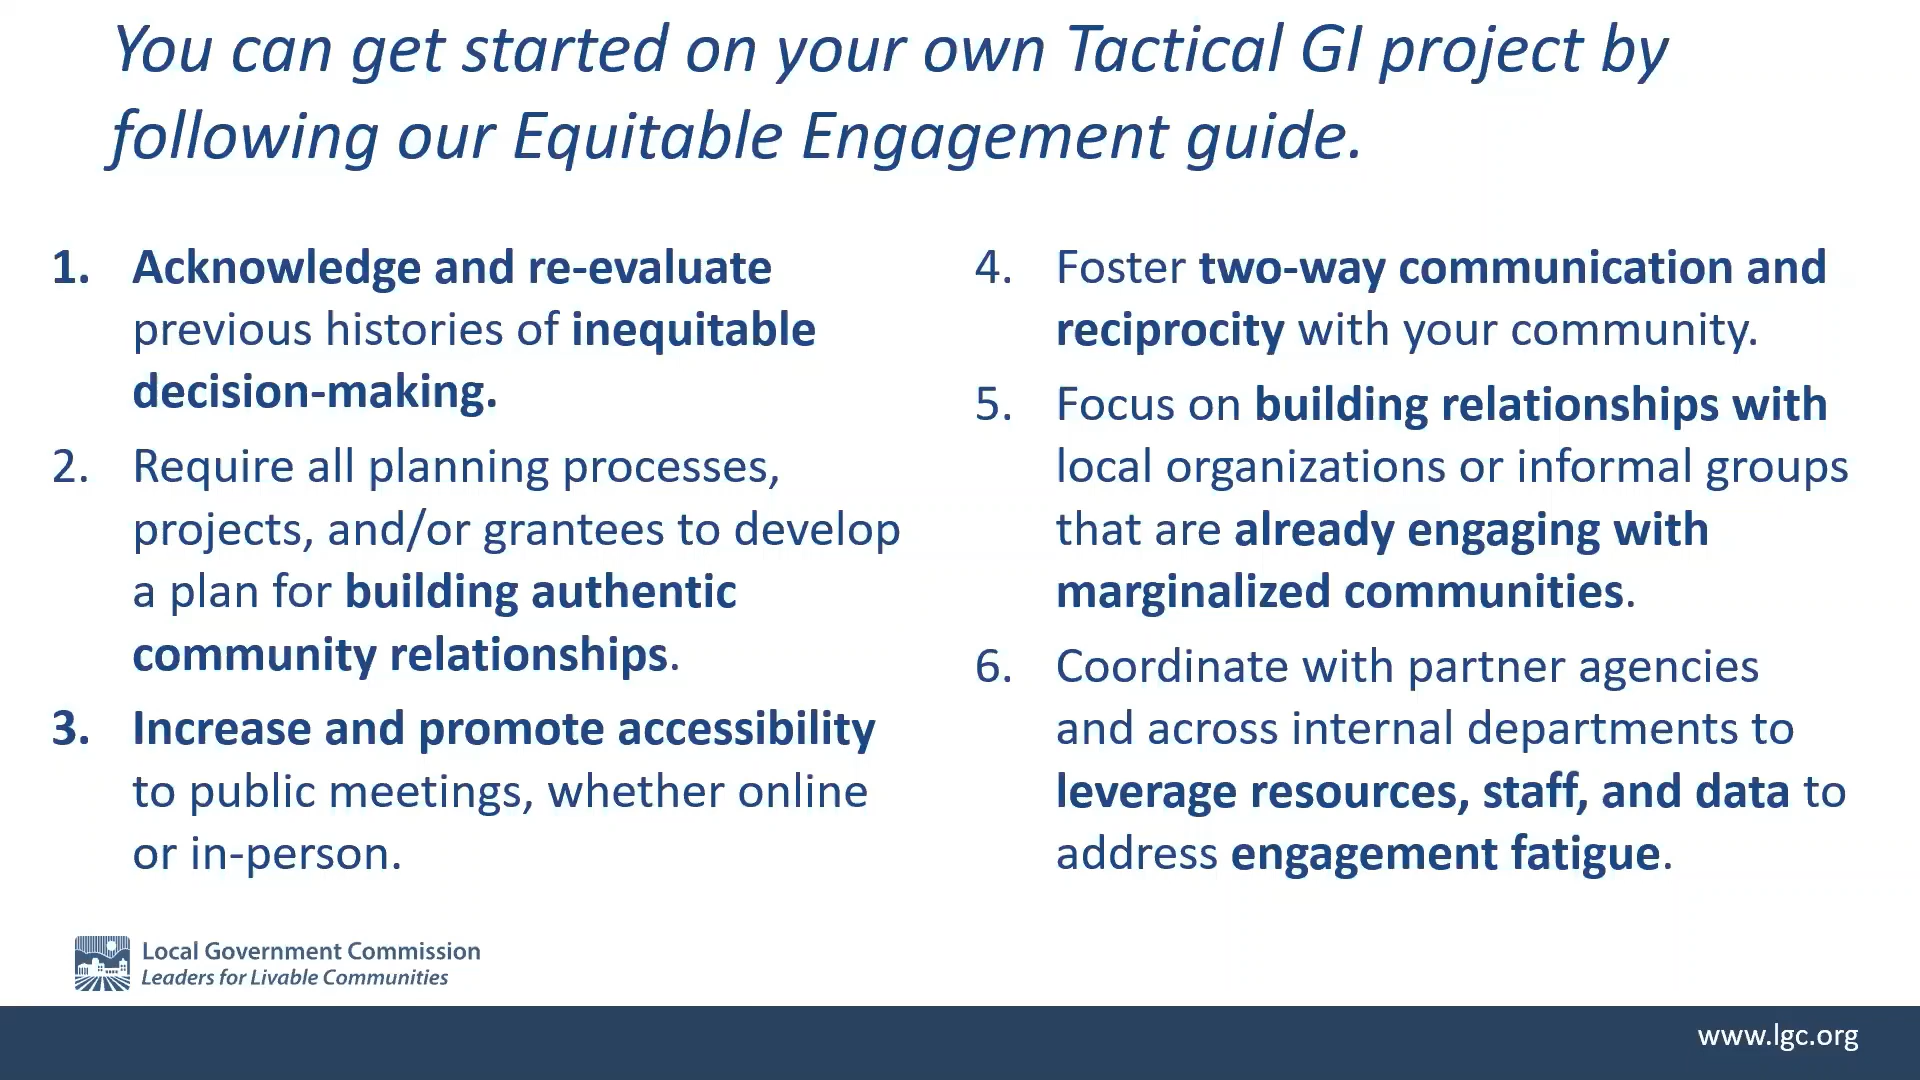 You can get started on your own Tactical GI project by
following our Equitable Engagement guide.
1. Acknowledge and re-evaluate
previous histories of inequitable
decision-making.
2. Require all planning processes,
projects, and/or grantees to develop
a plan for building authentic
community relationships.
3. Increase and promote accessibility
to public meetings, whether online
or in-person.
4. Foster two-way communication and
reciprocity with your community.
5. Focus on building relationships with
local organizations or informal groups
that are already engaging with
marginalized communities.
6. Coordinate with partner agencies
and across internal departments to
leverage resources, staff, and data to
address engagement fatigue.
Local Government Commission
Leaders for Livable Communities
www.lgc.org